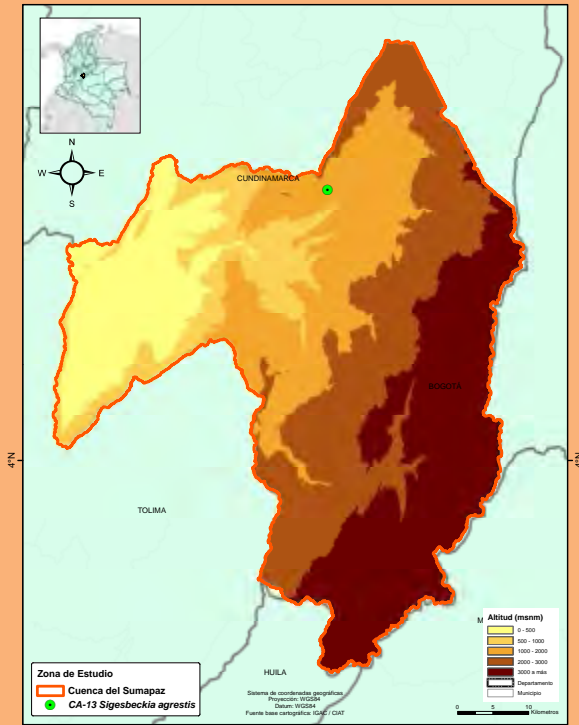 N
W E
S
CUNDINAMARCA
BOGOTA
4°N
4°N
TOLIMA
HUILA
M
Zona de Estudio
Cuenca del Sumapaz
CA-13 Sigesbeckia agrestis
Sistema de coordenadas geográficas
Proyección: WGS84
Datum: WGS84
Fuente base cartográfica: IGAC / CIAT
Altitud (msnm)
0 - 500
500 - 1000
1000 - 2000
2000 - 3000
3000 a más
Departamento
Municipio
0 5 10
Kilometros